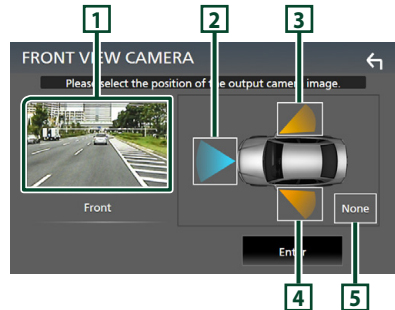 1 2 3
FRONT VIEW CAMERA
Please select the position of the output camera image.
Front
None
Enter
4 5